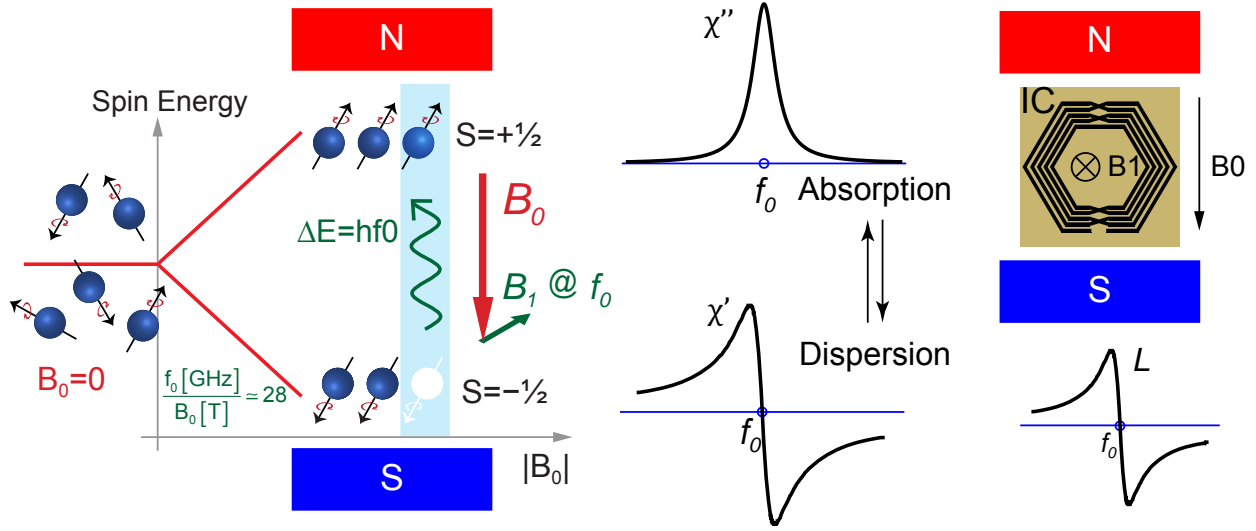 N
Spin Energy
S=+½
ΔE=hf0
B₀
B₁ @ f₀
B₀=0
f₀[GHz]
B₀[T]
≃28
S=−½
|B₀|
S
χ''
f₀
Absorption
χ'
Dispersion
f₀
N
IC
B1
B0
S
L
f₀